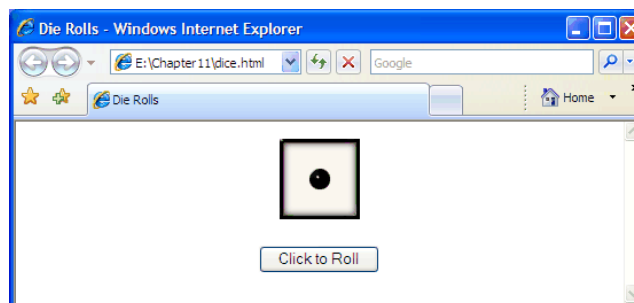 Die Rolls - Windows Internet Explorer
E:\Chapter11\dice.html
Google
Die Rolls
Home
Click to Roll